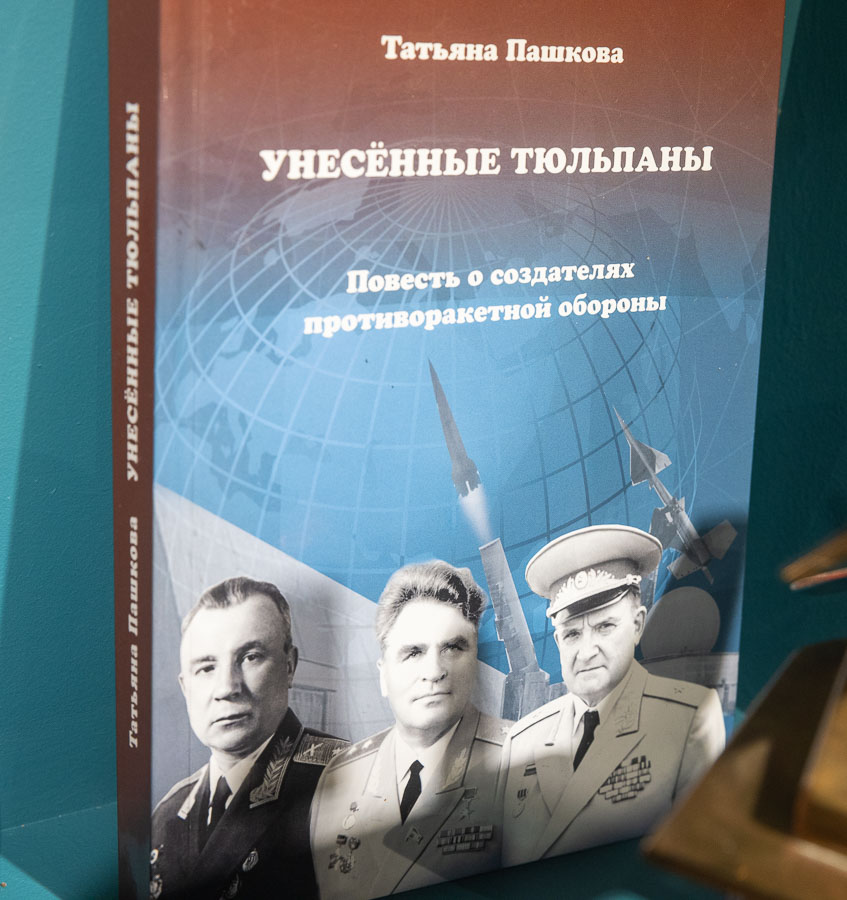 Татьяна Пашкова
УНЕСЁННЫЕ ТЮЛЬПАНЫ
Повесть о создателях
противоракетной обороны
Татьяна Пашкова УНЕСЁННЫЕ ТЮЛЬПАНЫ